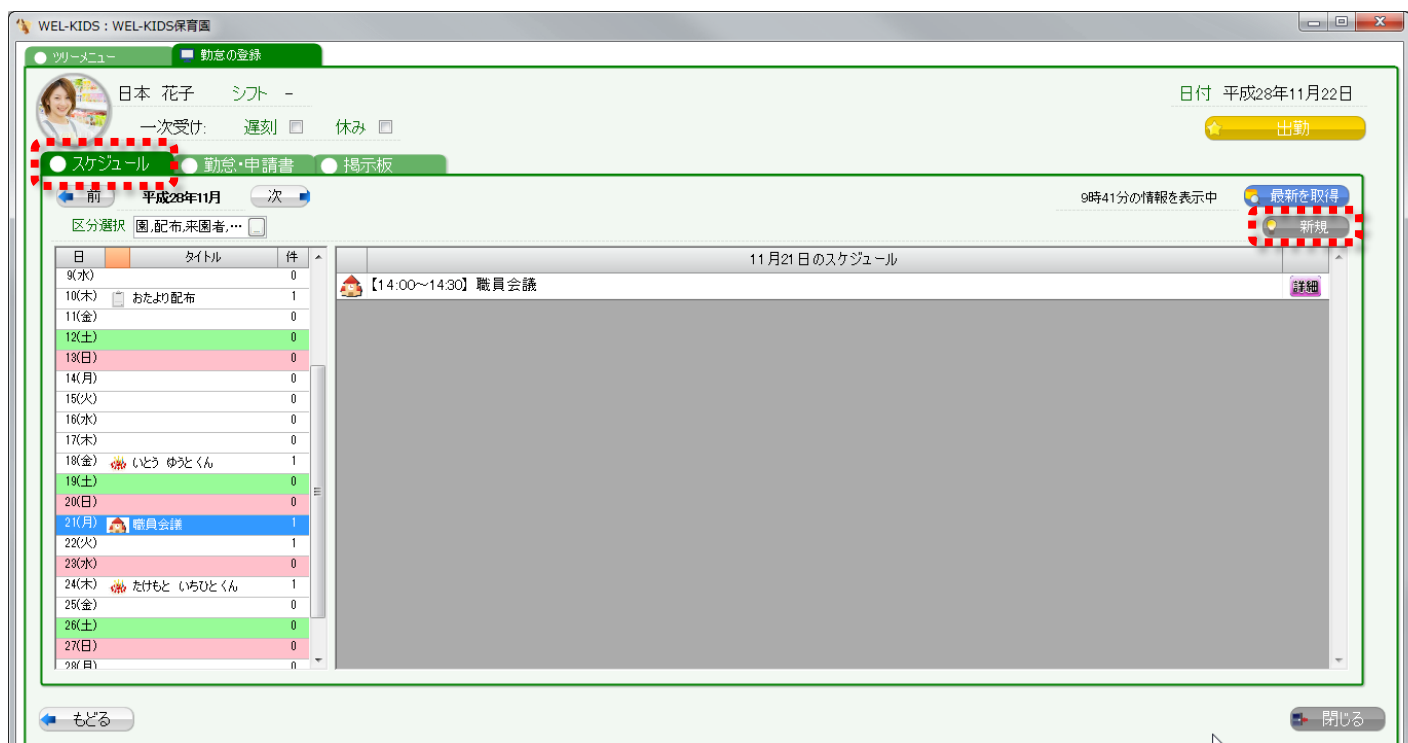 WEL-KIDS：WEL-KIDS保育園
ツリーメニュー 勤怠の登録
日本 花子 シフト － 日付 平成28年11月22日
一次受け: 遅刻 休み 出勤
スケジュール 勤怠・申請書 掲示板
前 平成28年11月 次 9時41分の情報を表示中 最新を取得
区分選択 園,配布,来園者,… 新規
日 タイトル 件 11月21日のスケジュール
9(水) 0
【14:00～14:30】職員会議 詳細
10(木) おたより配布 1
11(金) 0
12(土) 0
13(日) 0
14(月) 0
15(火) 0
16(水) 0
17(木) 0
18(金) いとう ゆうとくん 1
19(土) 0
20(日) 0
21(月) 職員会議 1
22(火) 1
23(水) 0
24(木) たけもと いちひとくん 1
25(金) 0
26(土) 0
27(日) 0
28(月) 0
もどる 閉じる